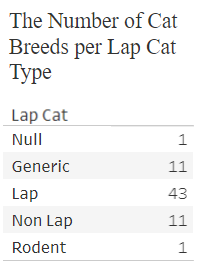 The Number of Cat
Breeds per Lap Cat
Type
Lap Cat
Null 1
Generic 11
Lap 43
Non Lap 11
Rodent 1